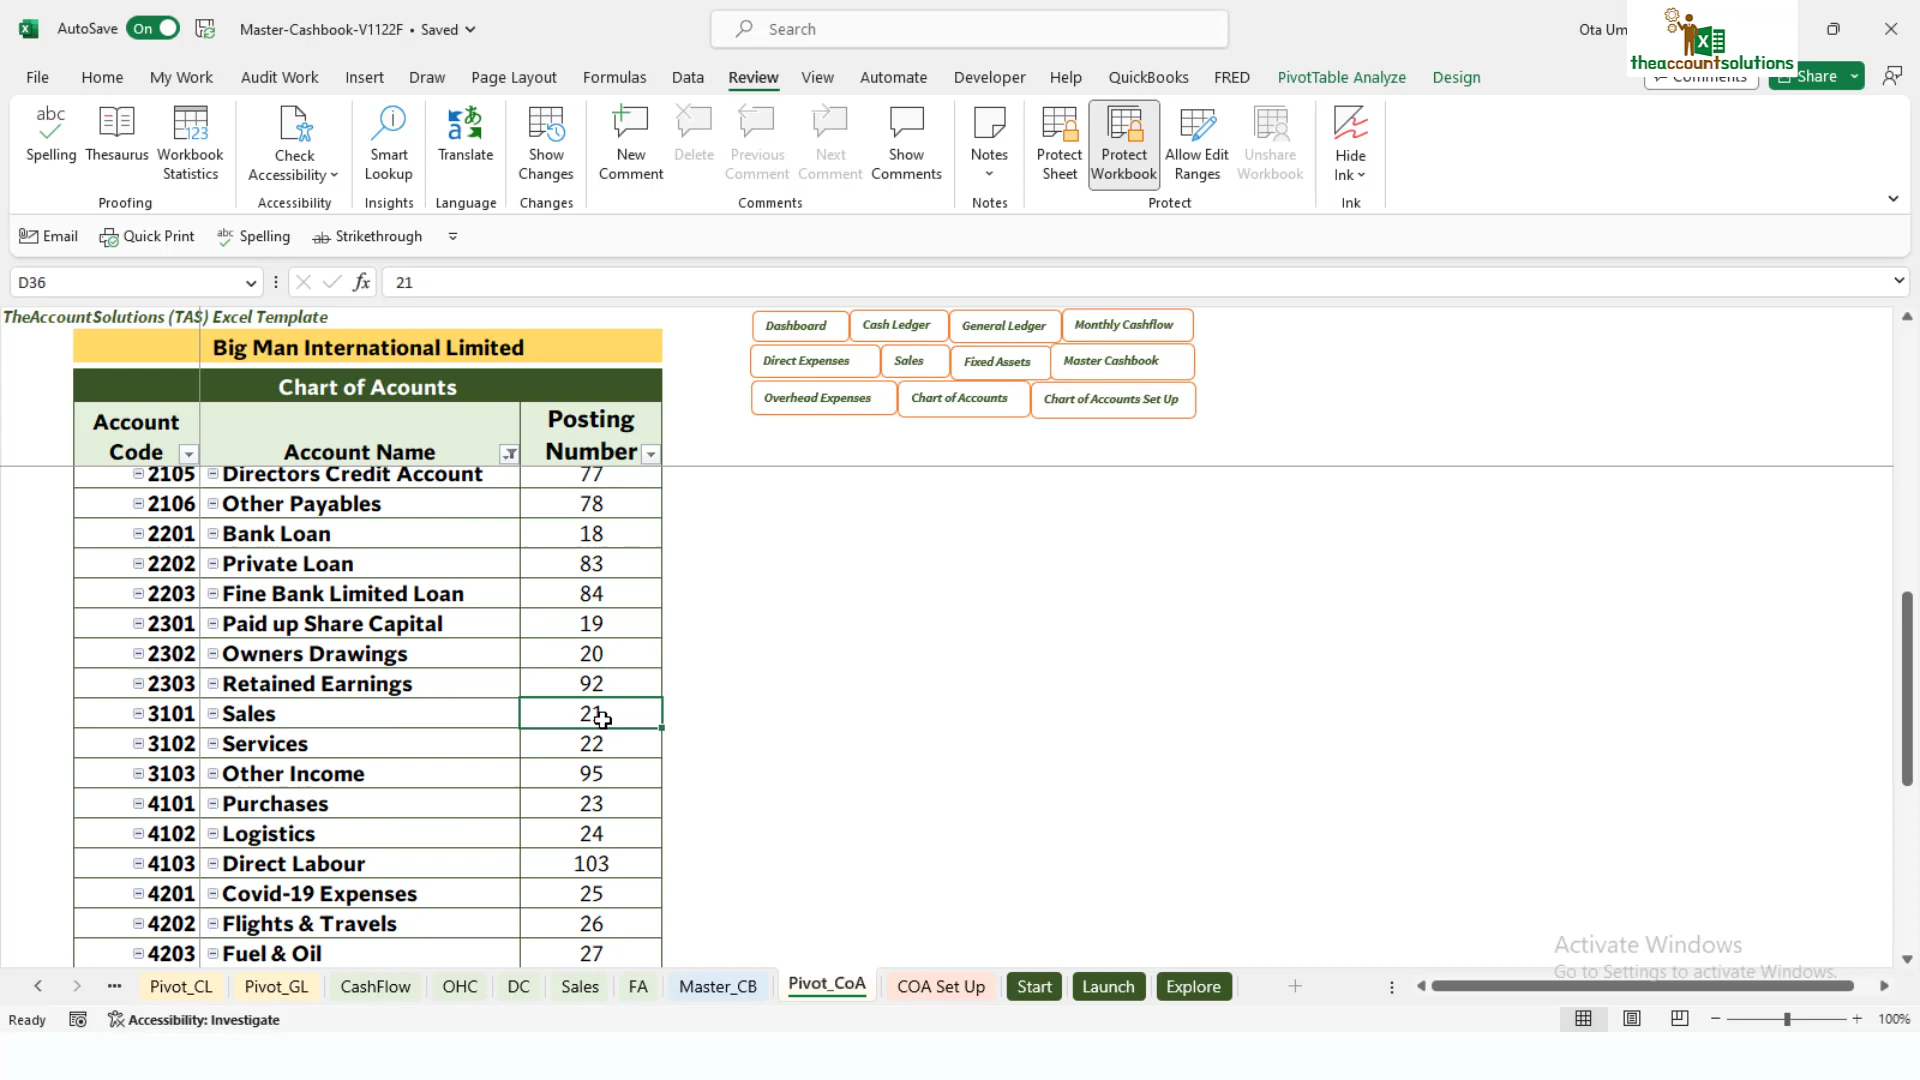 AutoSave On Master-Cashbook-V1122F • Saved Search Ota Um
theaccountsolutions
File Home My Work Audit Work Insert Draw Page Layout Formulas Data Review View Automate Developer Help QuickBooks FRED PivotTable Analyze Design Comments Share
abc 123
Spelling Thesaurus Workbook Statistics Check Accessibility Smart Lookup Translate Show Changes New Comment Delete Previous Comment Next Comment Show Comments Notes Protect Sheet Protect Workbook Allow Edit Ranges Unshare Workbook Hide Ink
Proofing Accessibility Insights Language Changes Comments Notes Protect Ink
Email Quick Print abc Spelling ab Strikethrough
D36 fx 21
TheAccountSolutions (TAS) Excel Template
Big Man International Limited
Chart of Acounts
Account Code Account Name Posting Number
Dashboard Cash Ledger General Ledger Monthly Cashflow
Direct Expenses Sales Fixed Assets Master Cashbook
Overhead Expenses Chart of Accounts Chart of Accounts Set Up
2105 Directors Credit Account 77
2106 Other Payables 78
2201 Bank Loan 18
2202 Private Loan 83
2203 Fine Bank Limited Loan 84
2301 Paid up Share Capital 19
2302 Owners Drawings 20
2303 Retained Earnings 92
3101 Sales 21
3102 Services 22
3103 Other Income 95
4101 Purchases 23
4102 Logistics 24
4103 Direct Labour 103
4201 Covid-19 Expenses 25
4202 Flights & Travels 26
4203 Fuel & Oil 27
Activate Windows
Go to Settings to activate Windows.
Pivot_CL Pivot_GL CashFlow OHC DC Sales FA Master_CB Pivot_CoA COA Set Up Start Launch Explore
Ready Accessibility: Investigate 100%